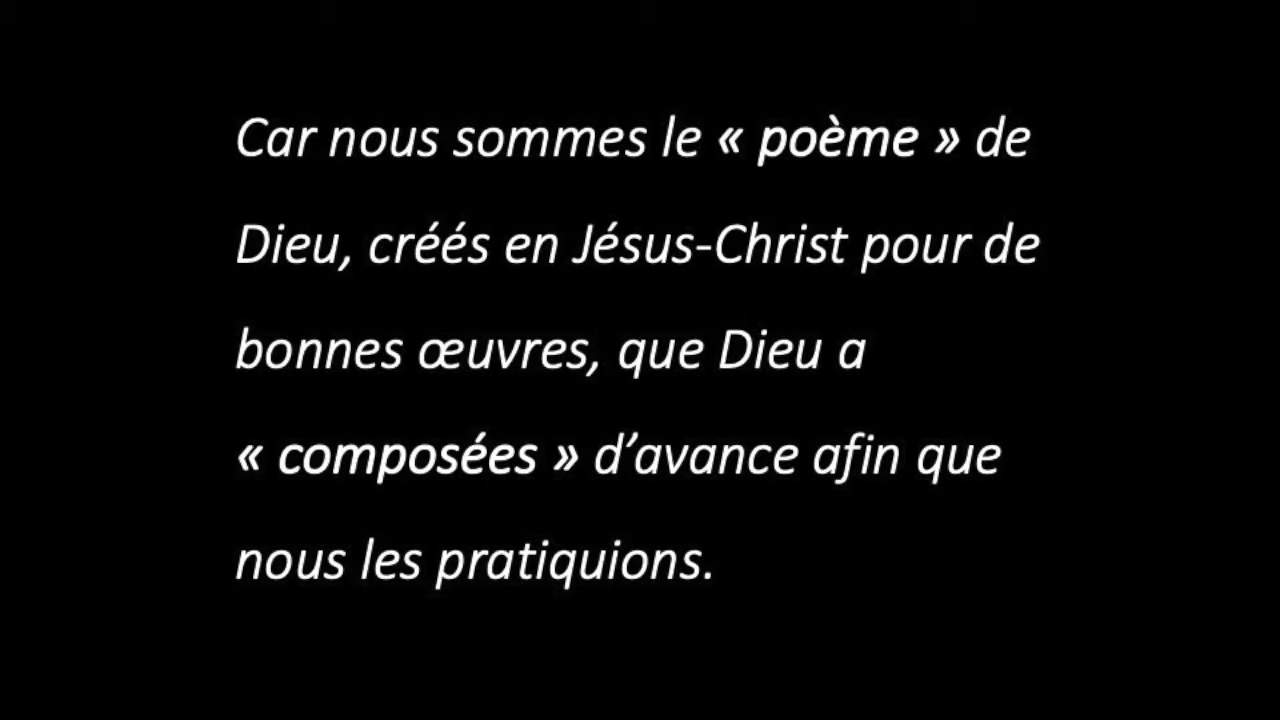 Car nous sommes le « poème » de
Dieu, créés en Jésus-Christ pour de
bonnes œuvres, que Dieu a
« composées » d’avance afin que
nous les pratiquions.